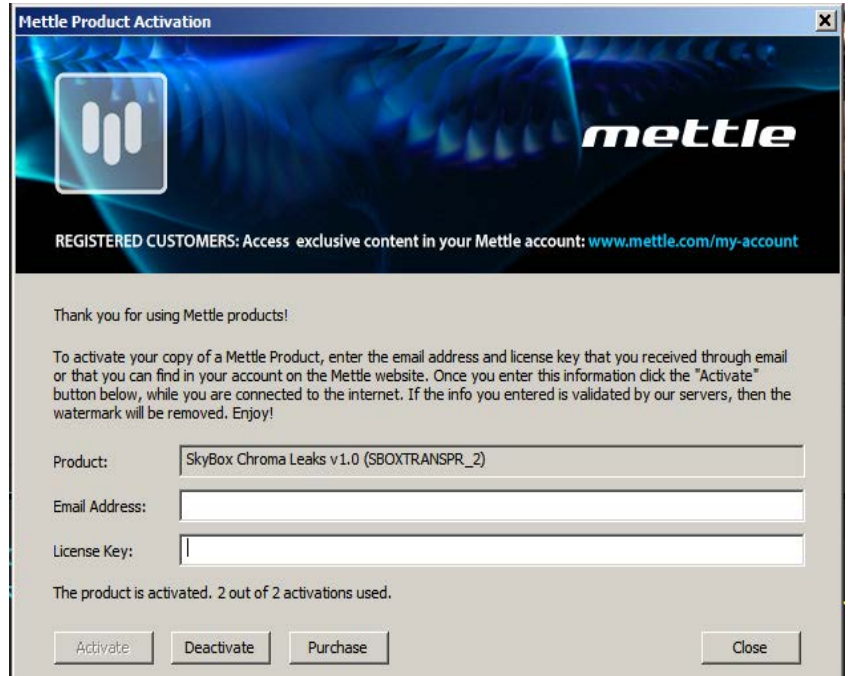 Mettle Product Activation
mettle
REGISTERED CUSTOMERS: Access exclusive content in your Mettle account: www.mettle.com/my-account
Thank you for using Mettle products!
To activate your copy of a Mettle Product, enter the email address and license key that you received through email
or that you can find in your account on the Mettle website. Once you enter this information click the "Activate"
button below, while you are connected to the internet. If the info you entered is validated by our servers, then the
watermark will be removed. Enjoy!
Product: SkyBox Chroma Leaks v1.0 (SBOXTRANSPR_2)
Email Address:
License Key:
The product is activated. 2 out of 2 activations used.
Activate Deactivate Purchase Close